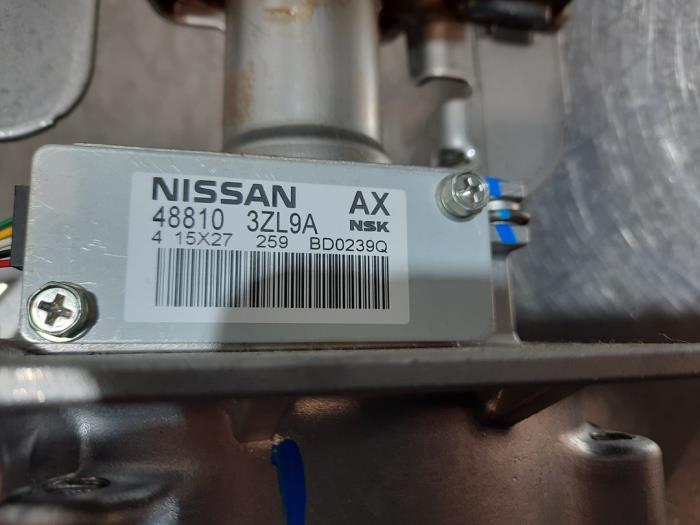 NISSAN AX
48810 3ZL9A NSK
4 15X27 259 BD0239Q